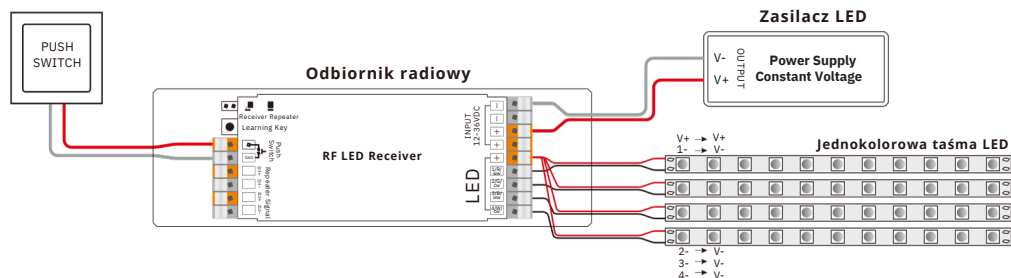 PUSH
SWITCH
Odbiornik radiowy
Zasilacz LED
V-
V+
OUTPUT
Power Supply
Constant Voltage
Receiver Repeater
Learning Key
Push
Switch
GND
Repeater Signal
RF LED Receiver
INPUT
12-36VDC
LED
V+ → V+
1- → V-
Jednokolorowa taśma LED
2- → V-
3- → V-
4- → V-